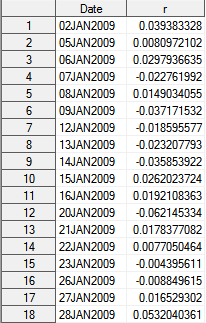 Date r
1 02JAN2009 0.039383328
2 05JAN2009 0.0080972102
3 06JAN2009 0.0297936635
4 07JAN2009 -0.022761992
5 08JAN2009 0.0149034055
6 09JAN2009 -0.037171532
7 12JAN2009 -0.018595577
8 13JAN2009 -0.023207793
9 14JAN2009 -0.035853922
10 15JAN2009 0.0262023724
11 16JAN2009 0.0192108363
12 20JAN2009 -0.062145334
13 21JAN2009 0.0178377082
14 22JAN2009 0.0077050464
15 23JAN2009 -0.004395611
16 26JAN2009 -0.008849615
17 27JAN2009 0.016529302
18 28JAN2009 0.0532040361